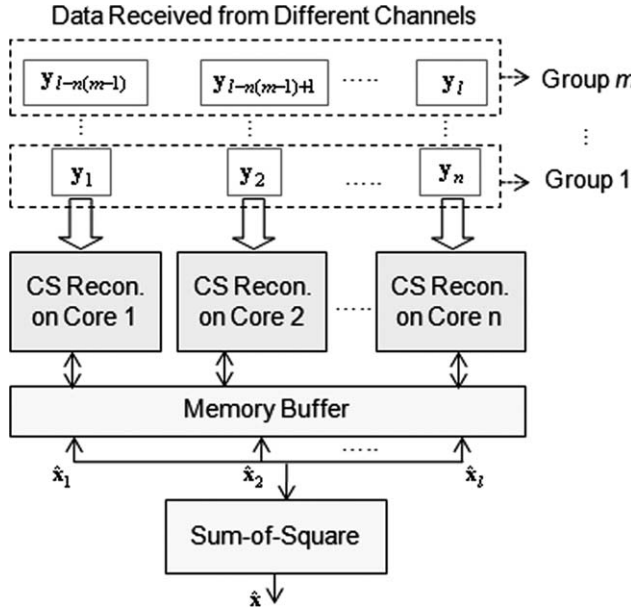 Data Received from Different Channels
y_{l−n(m−1)} y_{l−n(m−1)+1} ..... y_l Group m
y_1 y_2 ..... y_n Group 1
CS Recon. on Core 1
CS Recon. on Core 2
.....
CS Recon. on Core n
Memory Buffer
x̂_1 x̂_2 ..... x̂_l
Sum-of-Square
x̂